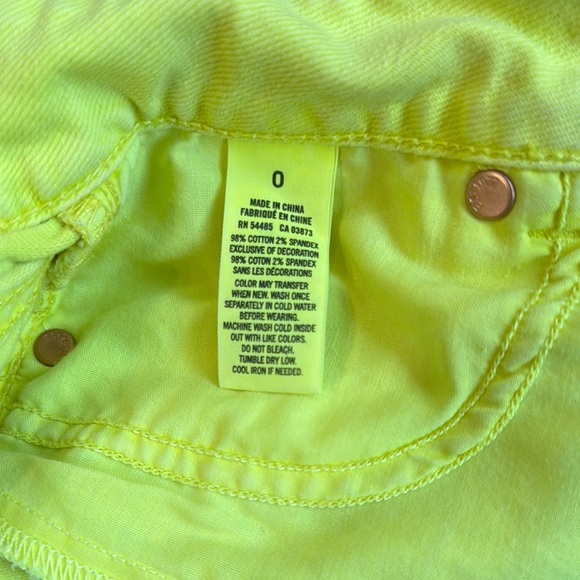 0
MADE IN CHINA
FABRIQUÉ EN CHINE
RN 54485 CA 03873
98% COTTON 2% SPANDEX
EXCLUSIVE OF DECORATION
98% COTTON 2% SPANDEX
SANS LES DÉCORATIONS
COLOR MAY TRANSFER
WHEN NEW. WASH ONCE
SEPARATELY IN COLD WATER
BEFORE WEARING.
MACHINE WASH COLD INSIDE
OUT WITH LIKE COLORS.
DO NOT BLEACH.
TUMBLE DRY LOW.
COOL IRON IF NEEDED.